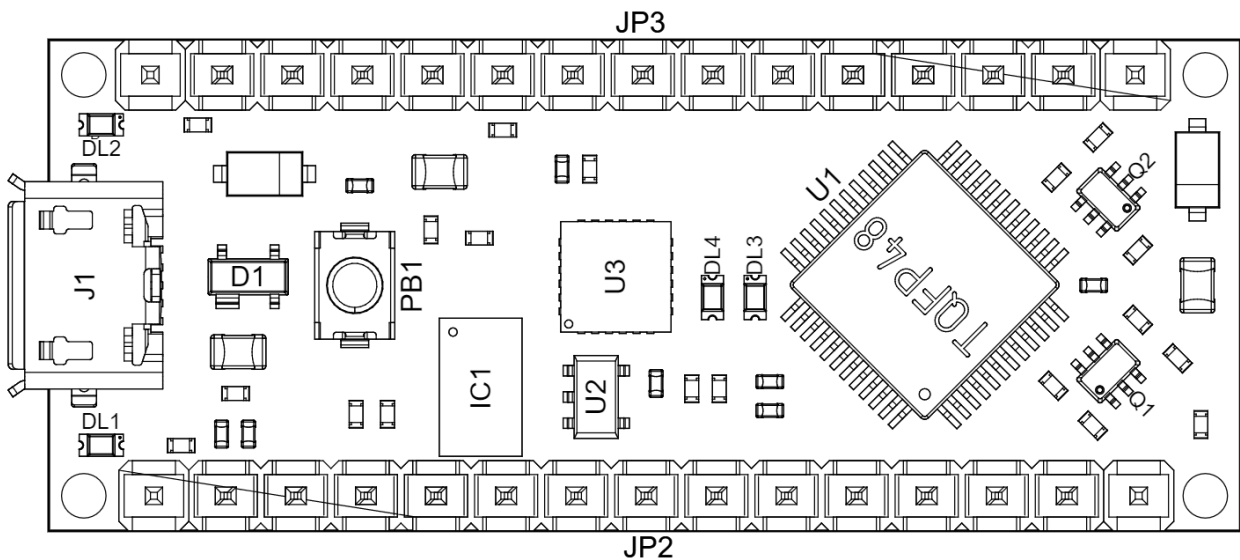 JP3
DL2
Q2
U1
TQFP48
DL4
DL3
U3
J1
D1
PB1
IC1
U2
DL1
Q1
JP2